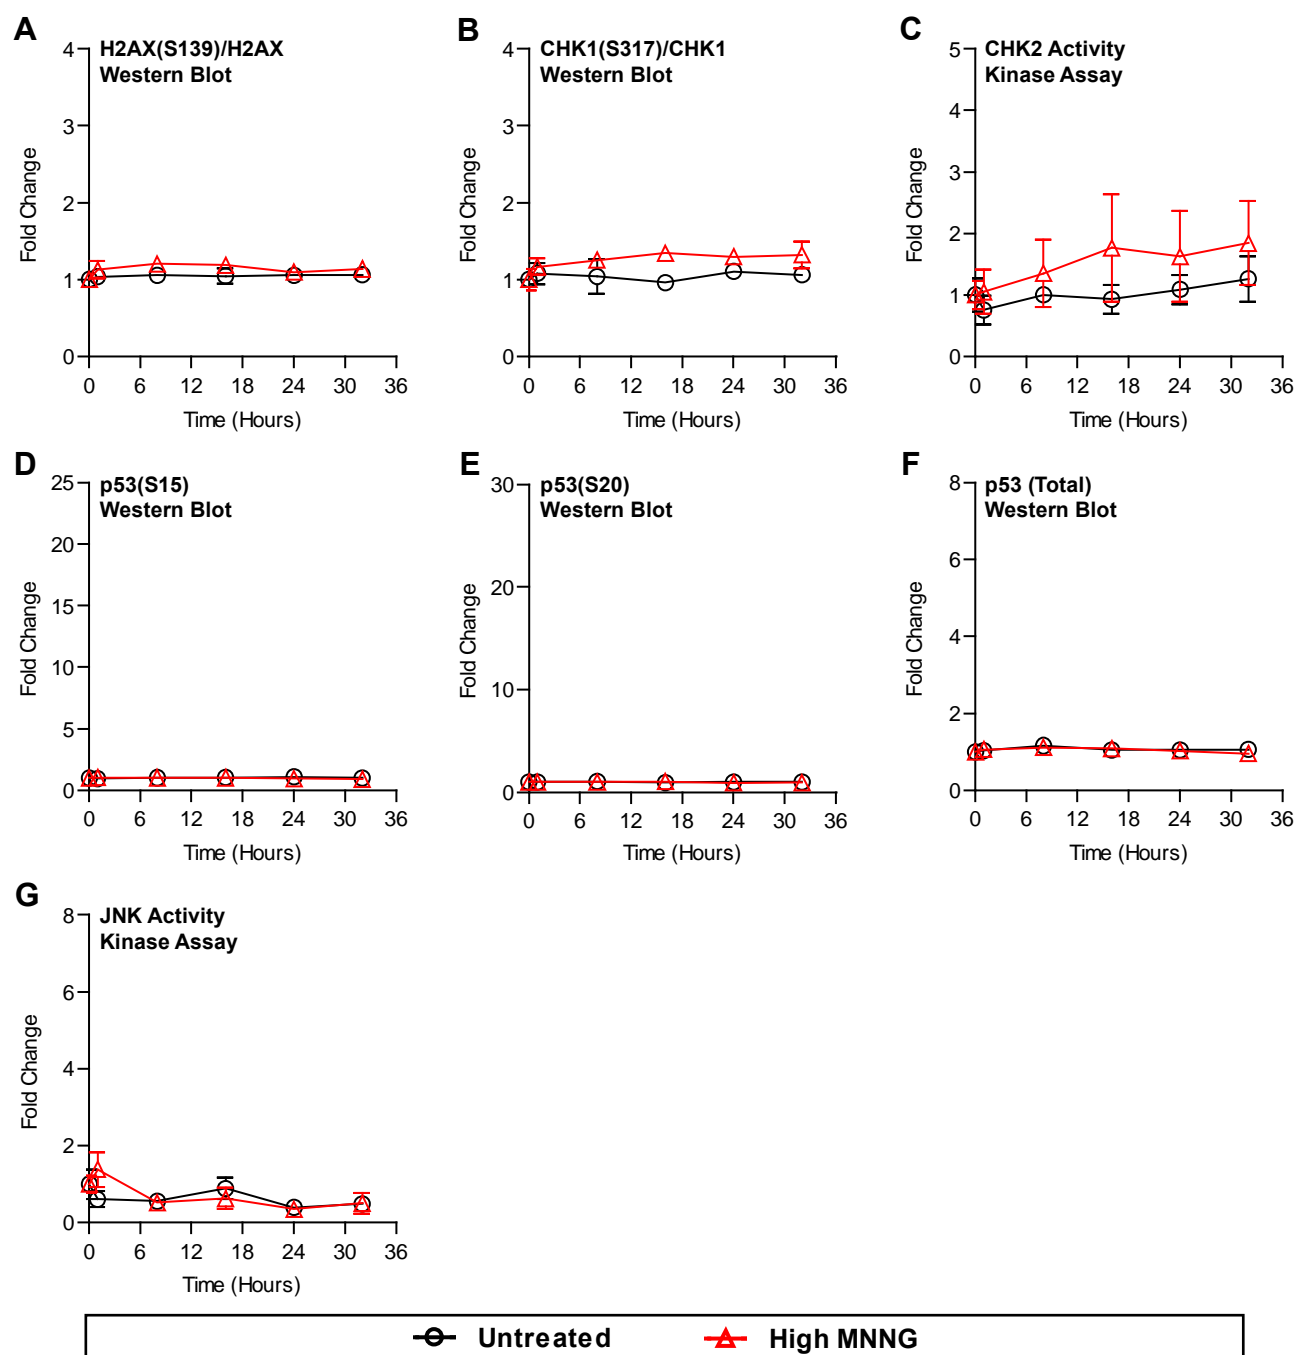 A
H2AX(S139)/H2AX
Western Blot
Fold Change
4
3
2
1
0
0 6 12 18 24 30 36
Time (Hours)
B
CHK1(S317)/CHK1
Western Blot
Fold Change
4
3
2
1
0
0 6 12 18 24 30 36
Time (Hours)
C
CHK2 Activity
Kinase Assay
Fold Change
5
4
3
2
1
0
0 6 12 18 24 30 36
Time (Hours)
D
p53(S15)
Western Blot
Fold Change
25
20
15
10
5
0
0 6 12 18 24 30 36
Time (Hours)
E
p53(S20)
Western Blot
Fold Change
30
20
10
0
0 6 12 18 24 30 36
Time (Hours)
F
p53 (Total)
Western Blot
Fold Change
8
6
4
2
0
0 6 12 18 24 30 36
Time (Hours)
G
JNK Activity
Kinase Assay
Fold Change
8
6
4
2
0
0 6 12 18 24 30 36
Time (Hours)
Untreated High MNNG